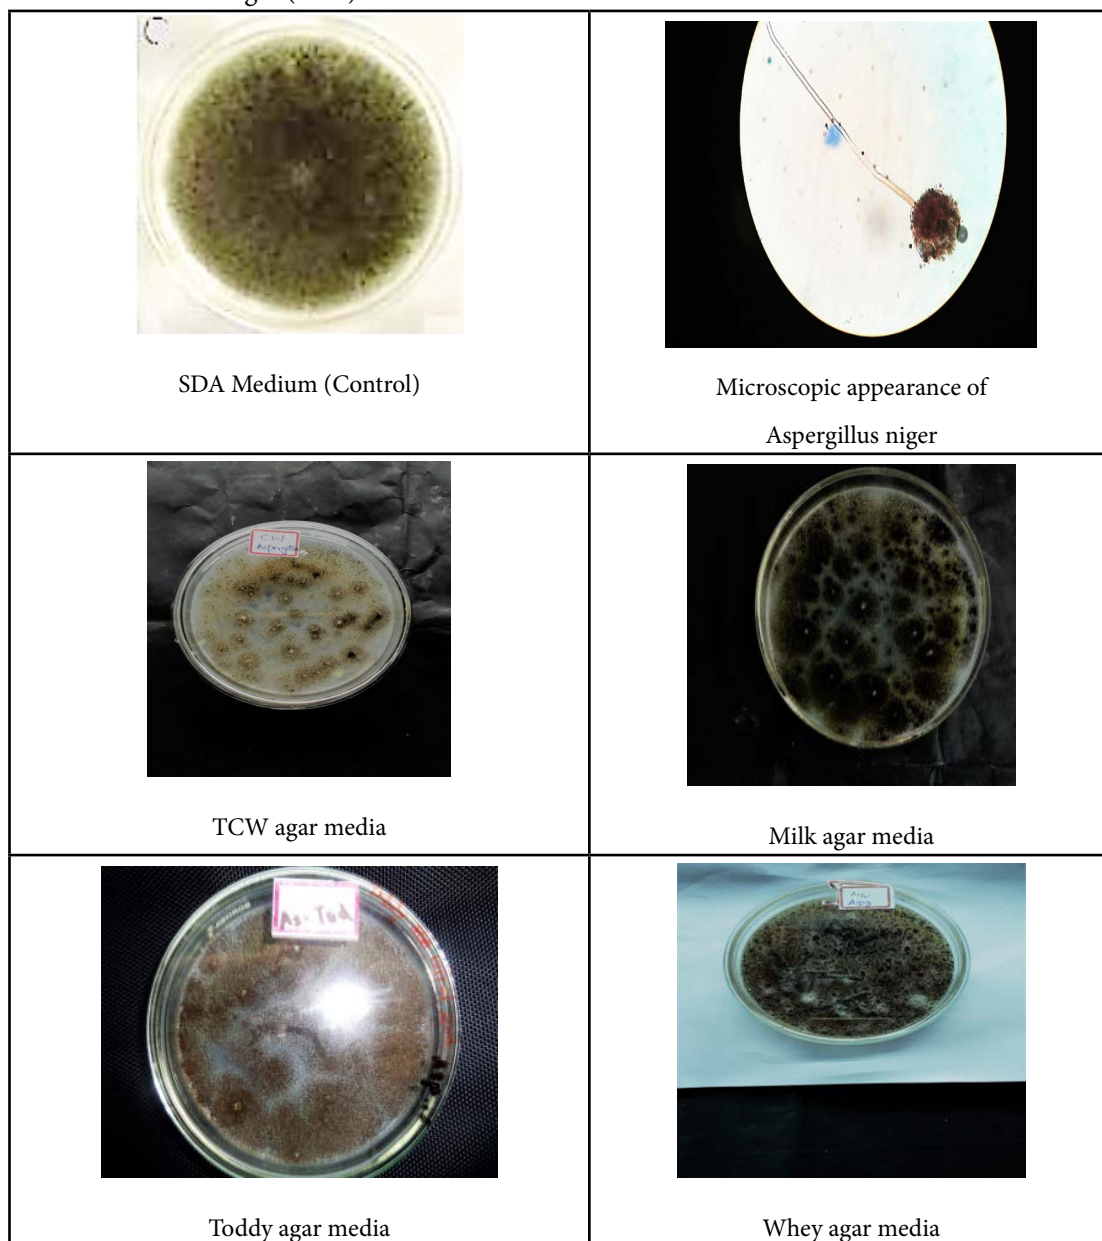 C
SDA Medium (Control)
Microscopic appearance of
Aspergillus niger
CW
TCW agar media
Milk agar media
As-Tod
Toddy agar media
Whey agar media